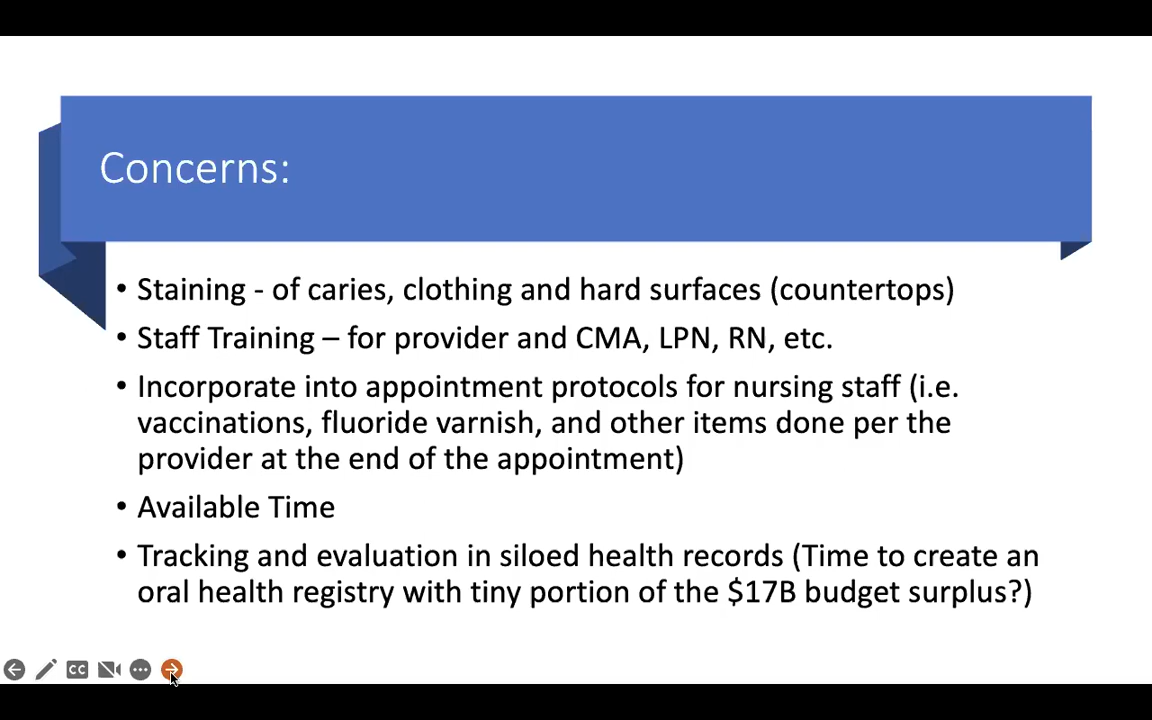 Concerns:
• Staining - of caries, clothing and hard surfaces (countertops)
• Staff Training – for provider and CMA, LPN, RN, etc.
• Incorporate into appointment protocols for nursing staff (i.e.
vaccinations, fluoride varnish, and other items done per the
provider at the end of the appointment)
• Available Time
• Tracking and evaluation in siloed health records (Time to create an
oral health registry with tiny portion of the $17B budget surplus?)
CC